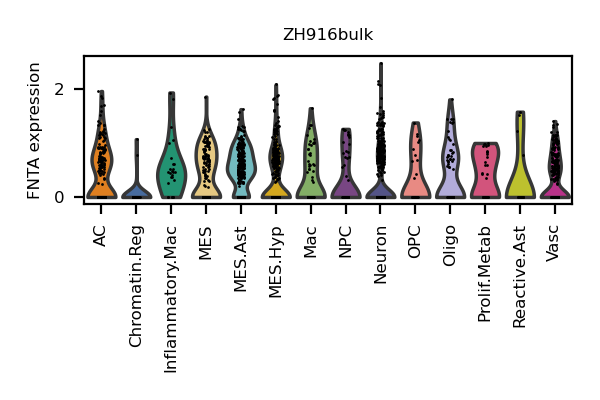 ZH916bulk
FNTA expression
2
0
AC
Chromatin.Reg
Inflammatory.Mac
MES
MES.Ast
MES.Hyp
Mac
NPC
Neuron
OPC
Oligo
Prolif.Metab
Reactive.Ast
Vasc